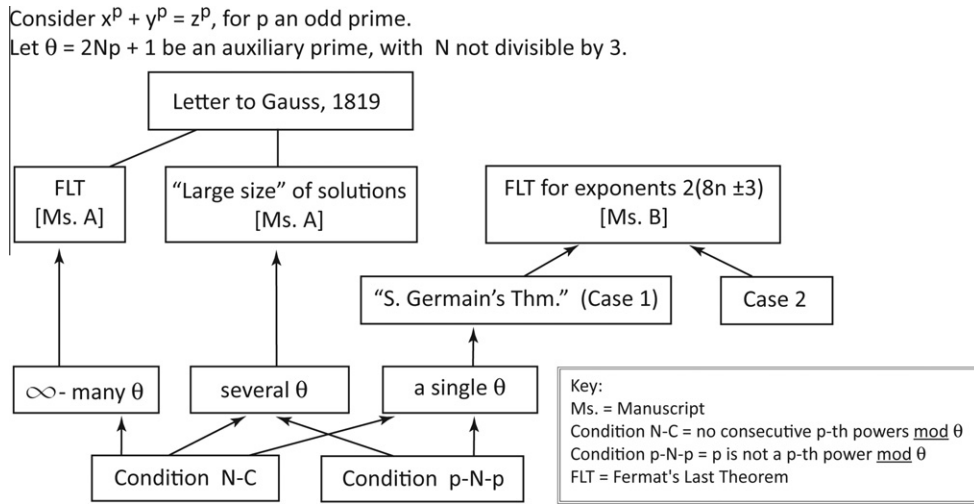 Consider xᵖ + yᵖ = zᵖ, for p an odd prime.
Let θ = 2Np + 1 be an auxiliary prime, with N not divisible by 3.
Letter to Gauss, 1819
FLT
[Ms. A]
“Large size” of solutions
[Ms. A]
FLT for exponents 2(8n ±3)
[Ms. B]
“S. Germain’s Thm.” (Case 1)
Case 2
∞- many θ
several θ
a single θ
Condition N-C
Condition p-N-p
Key:
Ms. = Manuscript
Condition N-C = no consecutive p-th powers mod θ
Condition p-N-p = p is not a p-th power mod θ
FLT = Fermat's Last Theorem